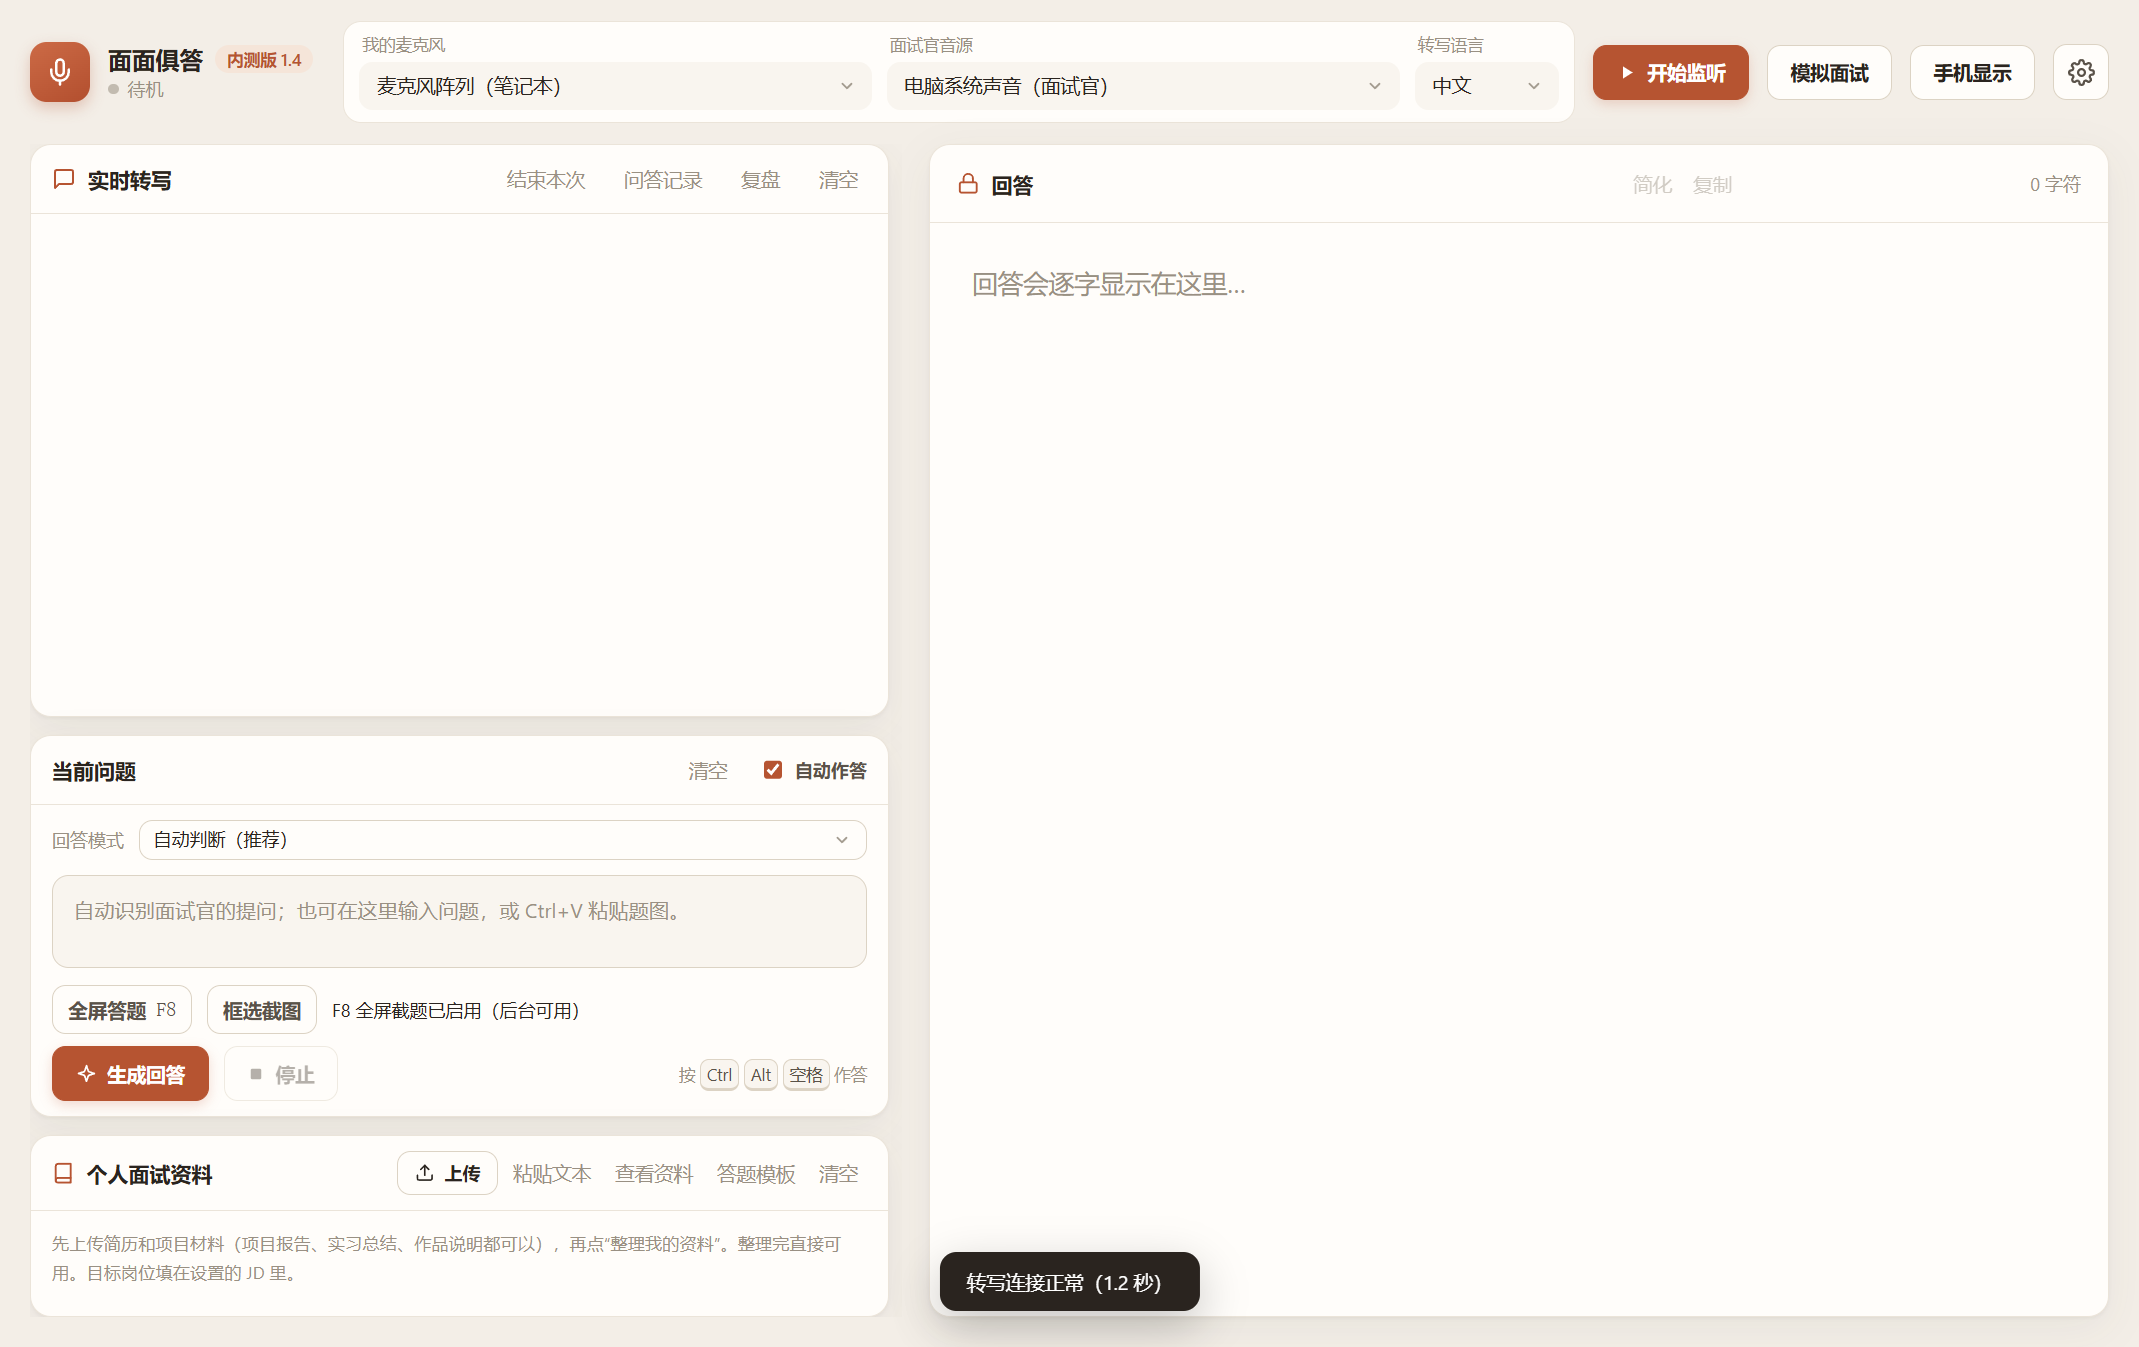 面面俱答 内测版 1.4
待机
我的麦克风
麦克风阵列（笔记本）
面试官音源
电脑系统声音（面试官）
转写语言
中文
开始监听
模拟面试
手机显示
实时转写
结束本次
问答记录
复盘
清空
当前问题
清空
自动作答
回答模式
自动判断（推荐）
自动识别面试官的提问；也可在这里输入问题，或 Ctrl+V 粘贴题图。
全屏答题 F8
框选截图
F8 全屏截题已启用（后台可用）
生成回答
停止
按 Ctrl Alt 空格 作答
个人面试资料
上传
粘贴文本
查看资料
答题模板
清空
先上传简历和项目材料（项目报告、实习总结、作品说明都可以），再点“整理我的资料”。整理完直接可
用。目标岗位填在设置的 JD 里。
回答
简化
复制
0 字符
回答会逐字显示在这里...
转写连接正常（1.2 秒）